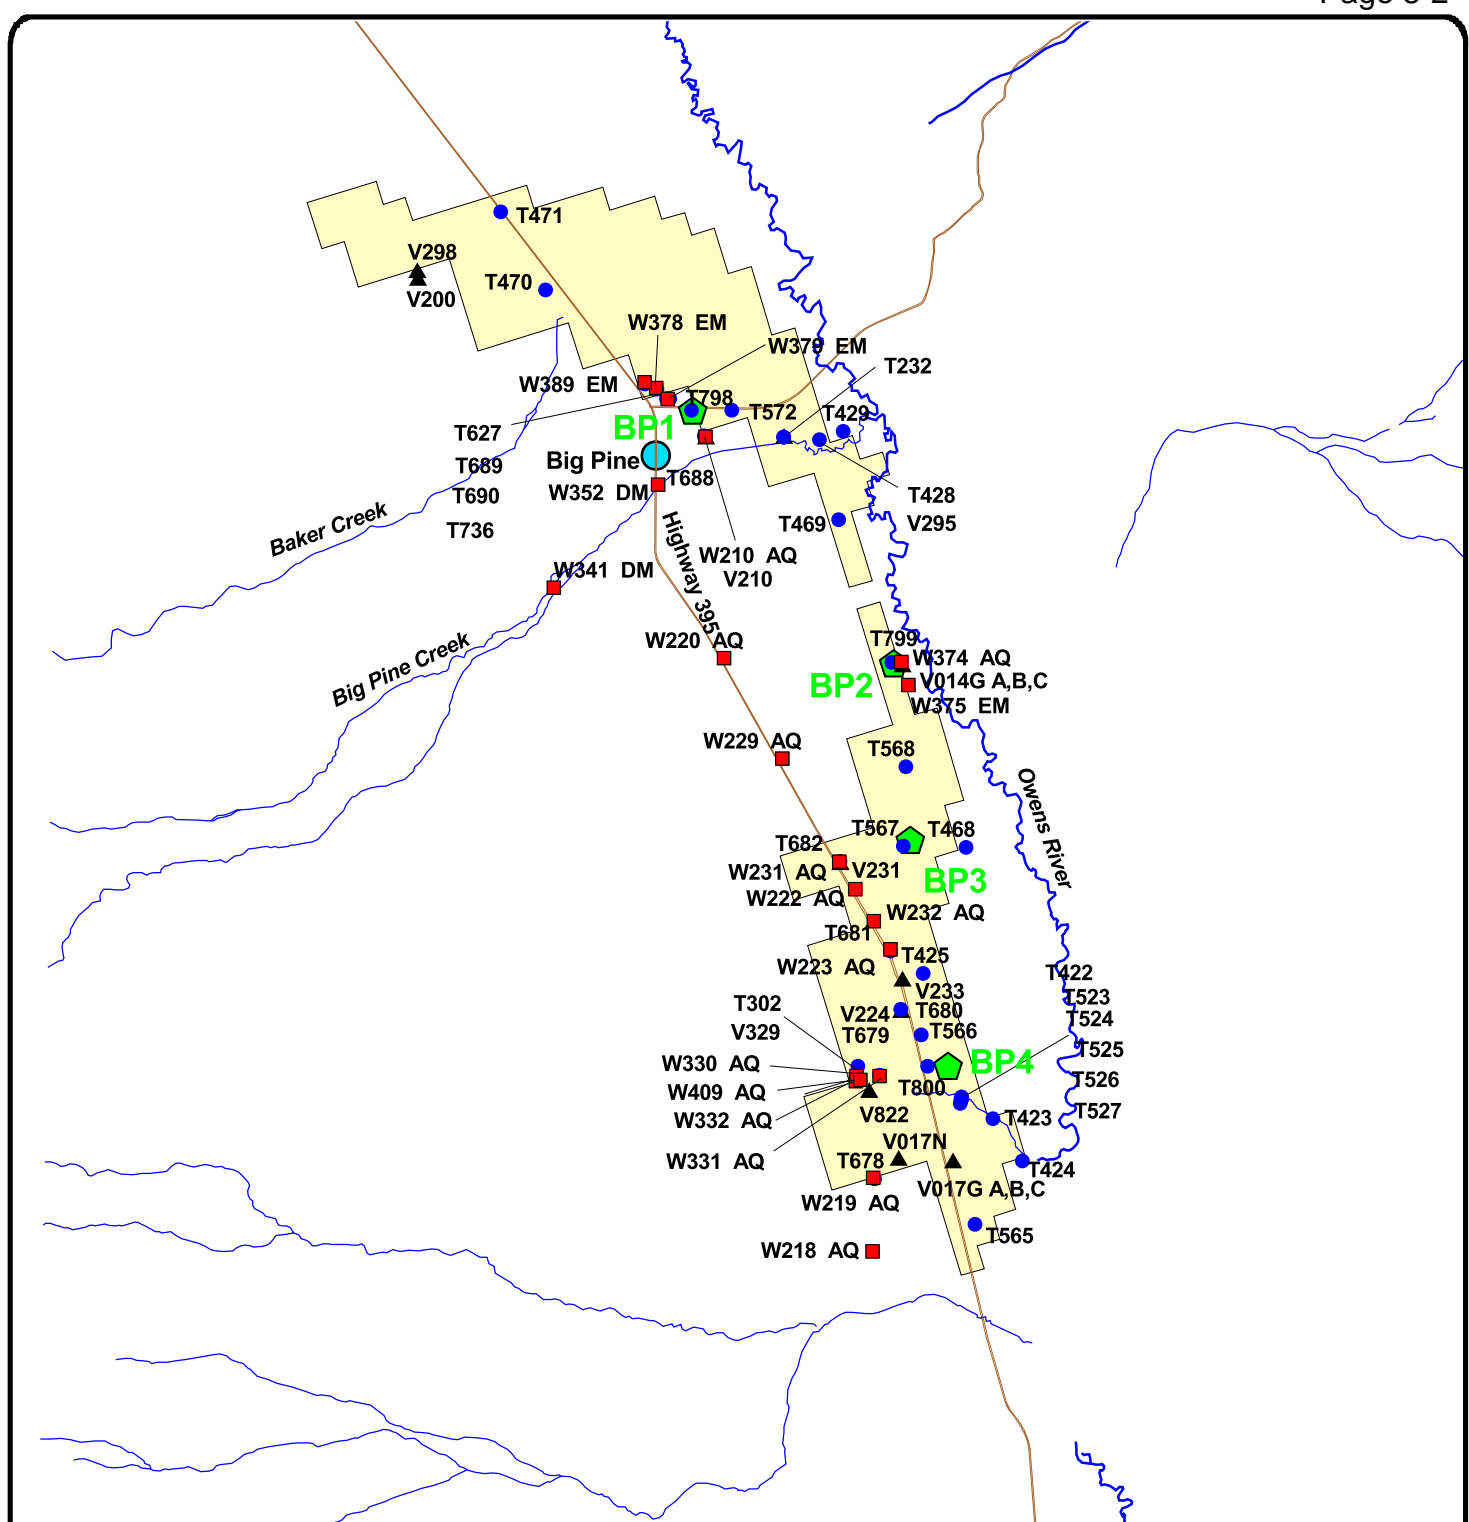 T471
V298
T470
V200
W378 EM
W379 EM
T232
W389 EM
T798
T572
T429
BP1
T627
Big Pine
T689
T688
W352 DM
T690
T428
T469
V295
T736
Baker Creek
Highway 395
W210 AQ
V210
W341 DM
W220 AQ
T799
W374 AQ
V014G A,B,C
BP2
W375 EM
Big Pine Creek
W229 AQ
T568
Owens River
T567
T468
T682
W231 AQ
V231
BP3
W222 AQ
W232 AQ
T681
T425
W223 AQ
T422
V233
T523
T302
V224
T680
T524
V329
T679
T566
T525
W330 AQ
BP4
W409 AQ
T800
T526
W332 AQ
V822
T423
T527
V017N
W331 AQ
T678
T424
V017G A,B,C
W219 AQ
T565
W218 AQ